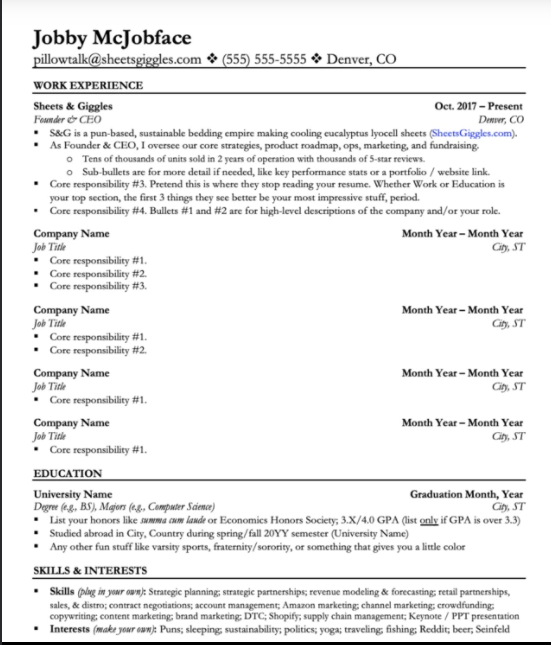 Jobby McJobface
pillowtalk@sheetsgiggles.com ❖ (555) 555-5555 ❖ Denver, CO
WORK EXPERIENCE
Sheets & Giggles Oct. 2017 – Present
Founder & CEO Denver, CO
▪ S&G is a pun-based, sustainable bedding empire making cooling eucalyptus lyocell sheets (SheetsGiggles.com).
▪ As Founder & CEO, I oversee our core strategies, product roadmap, ops, marketing, and fundraising.
o Tens of thousands of units sold in 2 years of operation with thousands of 5-star reviews.
o Sub-bullets are for more detail if needed, like key performance stats or a portfolio / website link.
▪ Core responsibility #3. Pretend this is where they stop reading your resume. Whether Work or Education is
your top section, the first 3 things they see better be your most impressive stuff, period.
▪ Core responsibility #4. Bullets #1 and #2 are for high-level descriptions of the company and/or your role.
Company Name Month Year – Month Year
Job Title City, ST
▪ Core responsibility #1.
▪ Core responsibility #2.
▪ Core responsibility #3.
Company Name Month Year – Month Year
Job Title City, ST
▪ Core responsibility #1.
▪ Core responsibility #2.
Company Name Month Year – Month Year
Job Title City, ST
▪ Core responsibility #1.
Company Name Month Year – Month Year
Job Title City, ST
▪ Core responsibility #1.
EDUCATION
University Name Graduation Month, Year
Degree (e.g., BS), Majors (e.g., Computer Science) City, ST
▪ List your honors like summa cum laude or Economics Honors Society; 3.X/4.0 GPA (list only if GPA is over 3.3)
▪ Studied abroad in City, Country during spring/fall 20YY semester (University Name)
▪ Any other fun stuff like varsity sports, fraternity/sorority, or something that gives you a little color
SKILLS & INTERESTS
▪ Skills (plug in your own): Strategic planning; strategic partnerships; revenue modeling & forecasting; retail partnerships,
sales, & distro; contract negotiations; account management; Amazon marketing; channel marketing; crowdfunding;
copywriting; content marketing; brand marketing; DTC; Shopify; supply chain management; Keynote / PPT presentation
▪ Interests (make your own): Puns; sleeping; sustainability; politics; yoga; traveling; fishing; Reddit; beer; Seinfeld